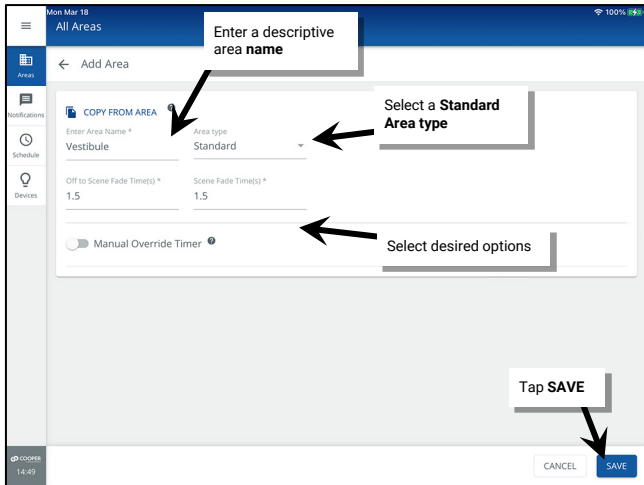 Mon Mar 18
100%
All Areas
Enter a descriptive
area name
Areas
Add Area
Notifications
COPY FROM AREA
Select a Standard
Area type
Enter Area Name *
Area type
Vestibule
Standard
Schedule
Off to Scene Fade Time(s) *
Scene Fade Time(s) *
Devices
1.5
1.5
Manual Override Timer
Select desired options
Tap SAVE
COOPER
14:49
CANCEL
SAVE